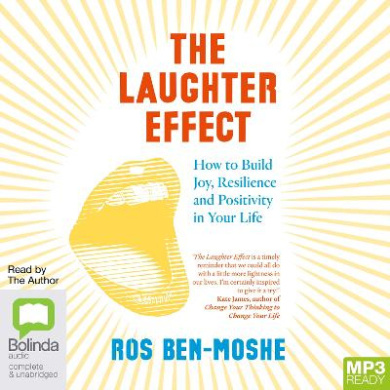 THE
LAUGHTER
EFFECT
How to Build
Joy, Resilience
and Positivity
in Your Life
'The Laughter Effect is a timely
reminder that we could all do
with a little more lightness in
our lives. I'm certainly inspired
to give it a try.'
Kate James, author of
Change Your Thinking to
Change Your Life
Read by
The Author
Bolinda
audio
complete
& unabridged
ROS BEN-MOSHE
MP3
READY